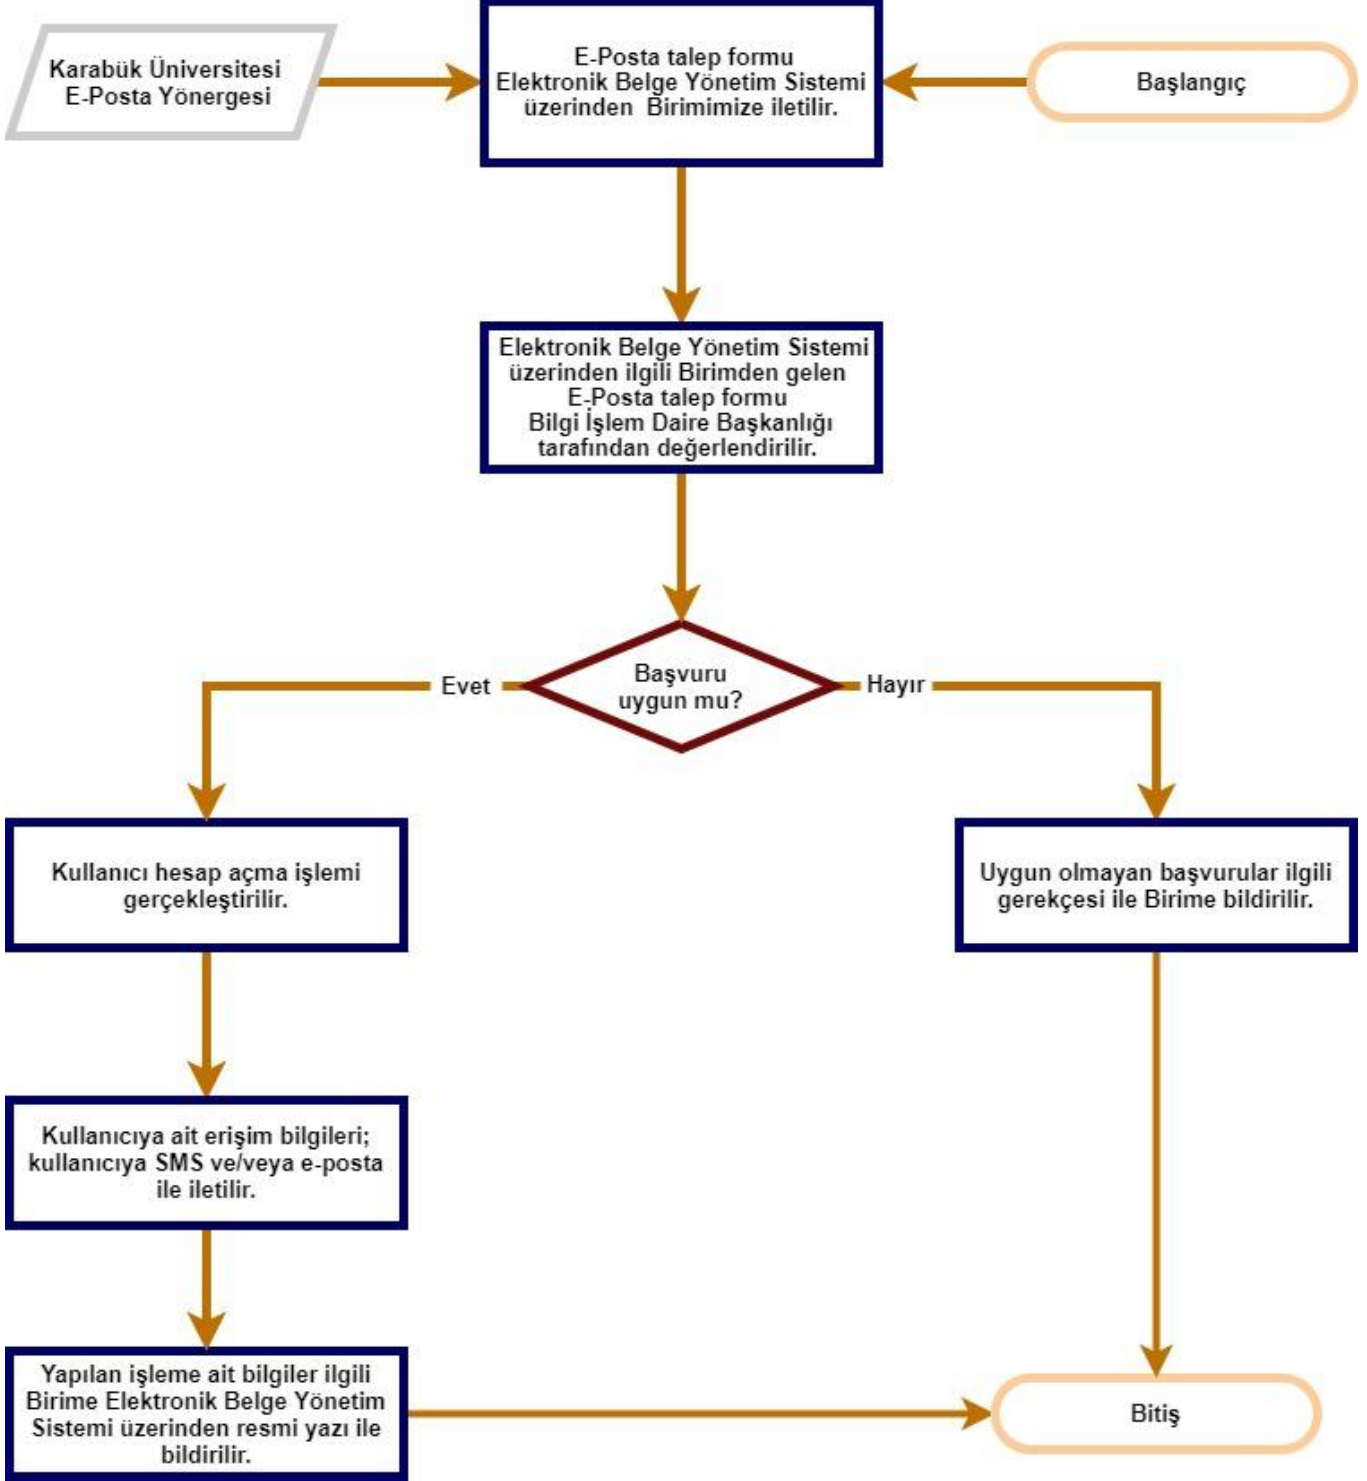 Karabük Üniversitesi
E-Posta Yönergesi
E-Posta talep formu
Elektronik Belge Yönetim Sistemi
üzerinden Birimimize iletilir.
Başlangıç
Elektronik Belge Yönetim Sistemi
üzerinden ilgili Birimden gelen
E-Posta talep formu
Bilgi İşlem Daire Başkanlığı
tarafından değerlendirilir.
Evet
Başvuru
uygun mu?
Hayır
Kullanıcı hesap açma işlemi
gerçekleştirilir.
Uygun olmayan başvurular ilgili
gerekçesi ile Birime bildirilir.
Kullanıcıya ait erişim bilgileri;
kullanıcıya SMS ve/veya e-posta
ile iletilir.
Yapılan işleme ait bilgiler ilgili
Birime Elektronik Belge Yönetim
Sistemi üzerinden resmi yazı ile
bildirilir.
Bitiş